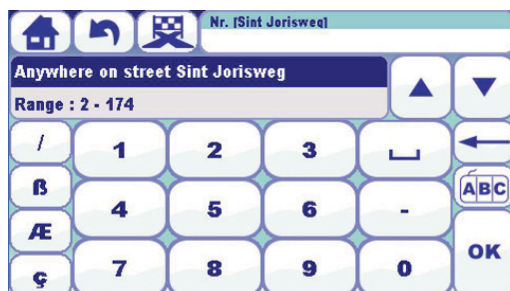 Nr. [Sint Jorisweg]
Anywhere on street Sint Jorisweg
Range : 2 - 174
/ 1 2 3
ß ABC
4 5 6 -
Æ
OK
7 8 9 0
ç